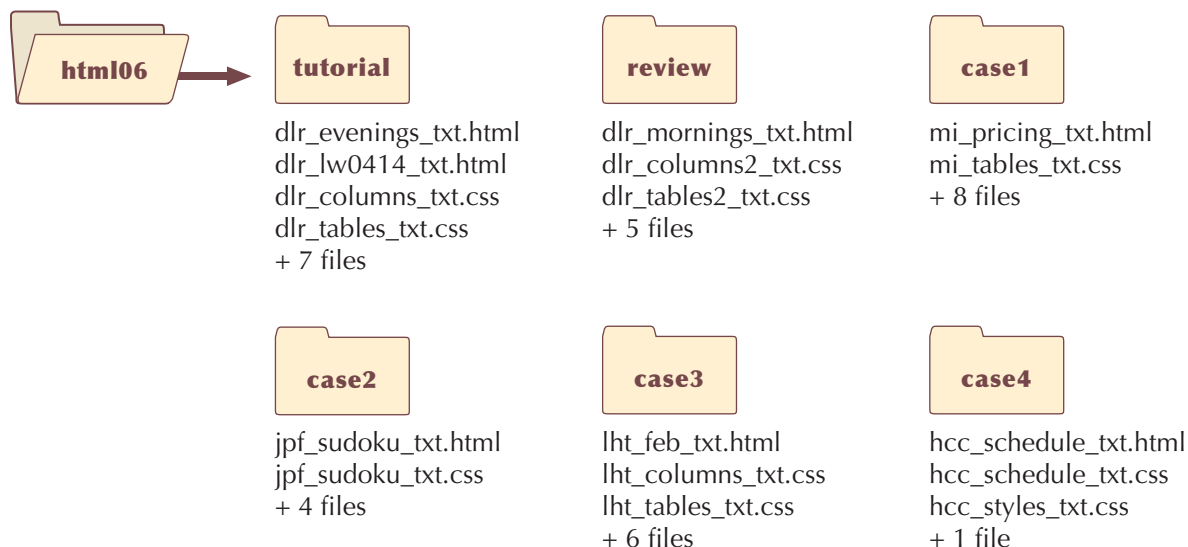 html06
tutorial
dlr_evenings_txt.html
dlr_lw0414_txt.html
dlr_columns_txt.css
dlr_tables_txt.css
+ 7 files
review
dlr_mornings_txt.html
dlr_columns2_txt.css
dlr_tables2_txt.css
+ 5 files
case1
mi_pricing_txt.html
mi_tables_txt.css
+ 8 files
case2
jpf_sudoku_txt.html
jpf_sudoku_txt.css
+ 4 files
case3
lht_feb_txt.html
lht_columns_txt.css
lht_tables_txt.css
+ 6 files
case4
hcc_schedule_txt.html
hcc_schedule_txt.css
hcc_styles_txt.css
+ 1 file